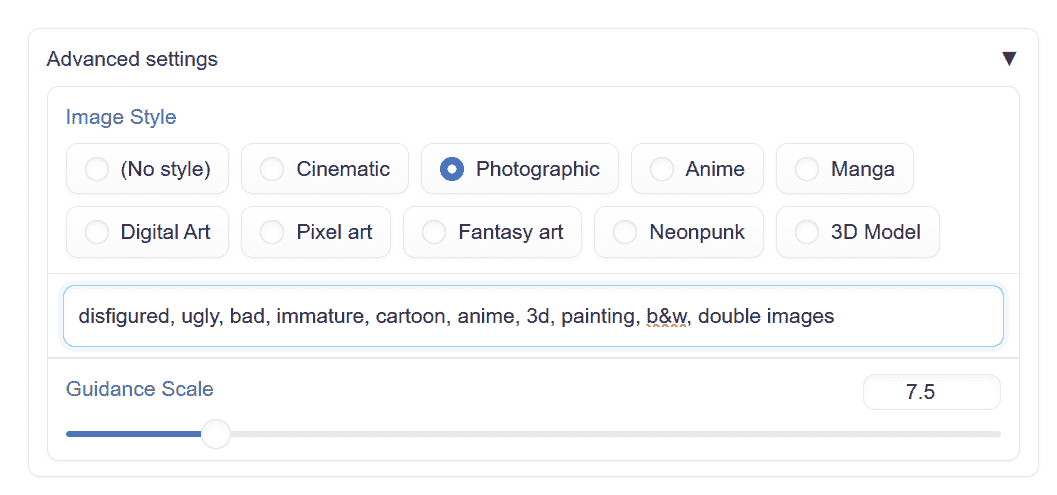 Advanced settings ▼
Image Style
(No style) Cinematic Photographic Anime Manga
Digital Art Pixel art Fantasy art Neonpunk 3D Model
disfigured, ugly, bad, immature, cartoon, anime, 3d, painting, b&w, double images
Guidance Scale 7.5